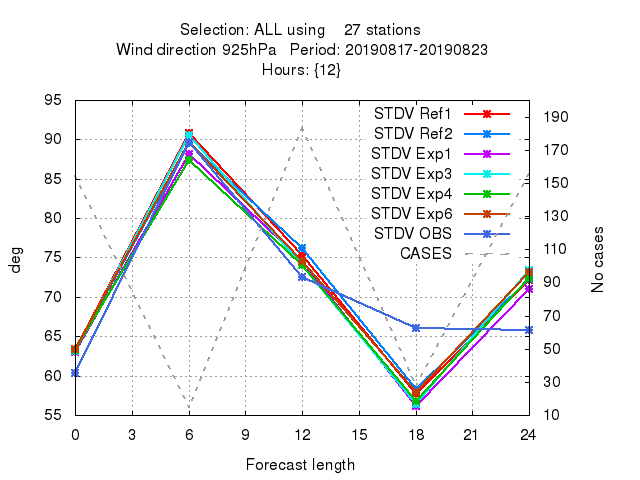 Selection: ALL using    27 stations
Wind direction 925hPa   Period: 20190817-20190823
Hours: {12}
STDV Ref1
STDV Ref2
STDV Exp1
STDV Exp3
STDV Exp4
STDV Exp6
STDV OBS
CASES
95
90
85
80
75
70
65
60
55
deg
190
170
150
130
110
90
70
50
30
10
No cases
0 3 6 9 12 15 18 21 24
Forecast length